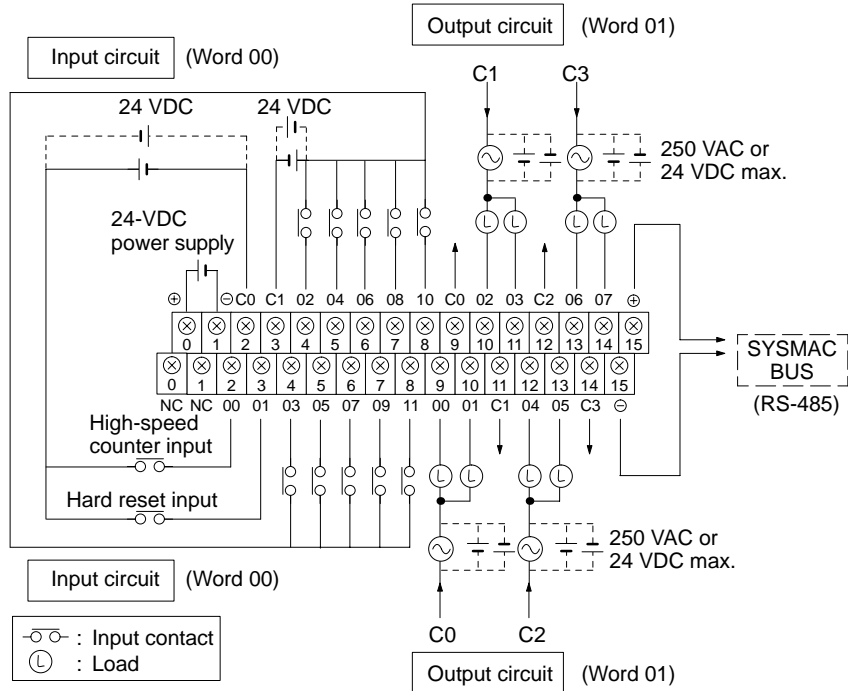 Output circuit (Word 01)
Input circuit (Word 00)
C1 C3
24 VDC 24 VDC
250 VAC or
24 VDC max.
L L L L
24-VDC
power supply
⊕ ⊖ C0 C1 02 04 06 08 10 C0 02 03 C2 06 07 ⊕
0 1 2 3 4 5 6 7 8 9 10 11 12 13 14 15
0 1 2 3 4 5 6 7 8 9 10 11 12 13 14 15
NC NC 00 01 03 05 07 09 11 00 01 C1 04 05 C3 ⊖
SYSMAC
BUS
(RS-485)
High-speed
counter input
L L L L
Hard reset input
250 VAC or
24 VDC max.
Input circuit (Word 00)
: Input contact
L : Load
C0 C2
Output circuit (Word 01)